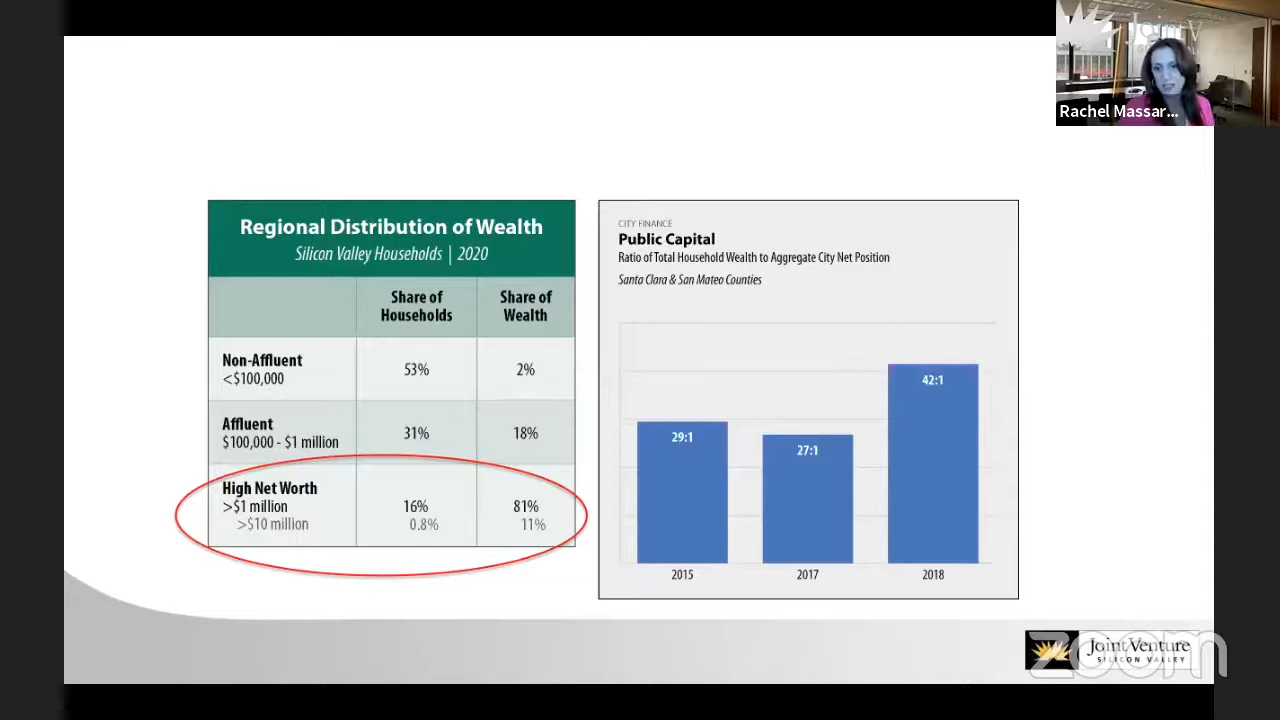 Rachel Massar...
Regional Distribution of Wealth
Silicon Valley Households | 2020
Share of Households
Share of Wealth
Non-Affluent
<$100,000
53%
2%
Affluent
$100,000 - $1 million
31%
18%
High Net Worth
>$1 million
16%
81%
>$10 million
0.8%
11%
CITY FINANCE
Public Capital
Ratio of Total Household Wealth to Aggregate City Net Position
Santa Clara & San Mateo Counties
29:1
27:1
42:1
2015
2017
2018
Joint Venture
SILICON VALLEY
zoom